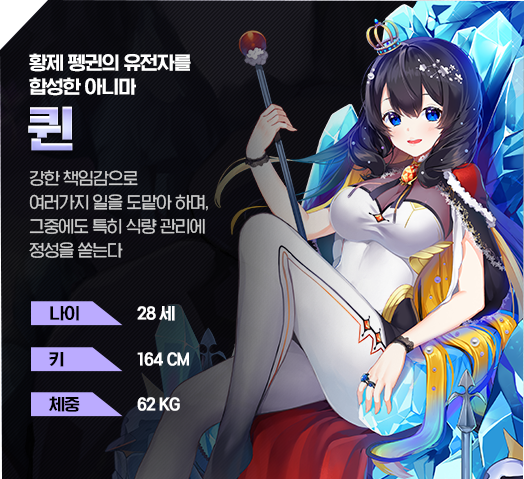 황제 펭귄의 유전자를
합성한 아니마
퀸
강한 책임감으로
여러가지 일을 도맡아 하며,
그중에도 특히 식량 관리에
정성을 쏟는다
나이 28 세
키 164 CM
체중 62 KG